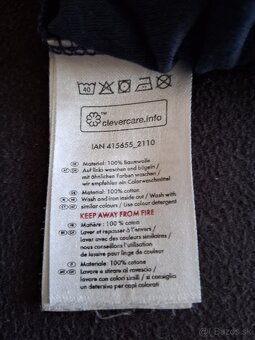 40
clevercare.info
IAN 415655_2110
Material: 100% Baumwolle
Auf links waschen und bügeln /
mit ähnlichen Farben waschen /
wir empfehlen ein Colorwaschmittel
Material: 100% cotton
Wash and iron inside out / Wash with
similar colours / Use colour detergent
KEEP AWAY FROM FIRE
Matière: 100 % coton
Laver et repasser à l'envers /
laver avec des couleurs similaires /
nous conseillons l'utilisation
de lessive pour linge de couleur
Materiale: 100% cotone
Lavare e stirare al rovescio /
lavare con colori simili / si consiglia
un detersivo per capi colorati
Bazos.sk